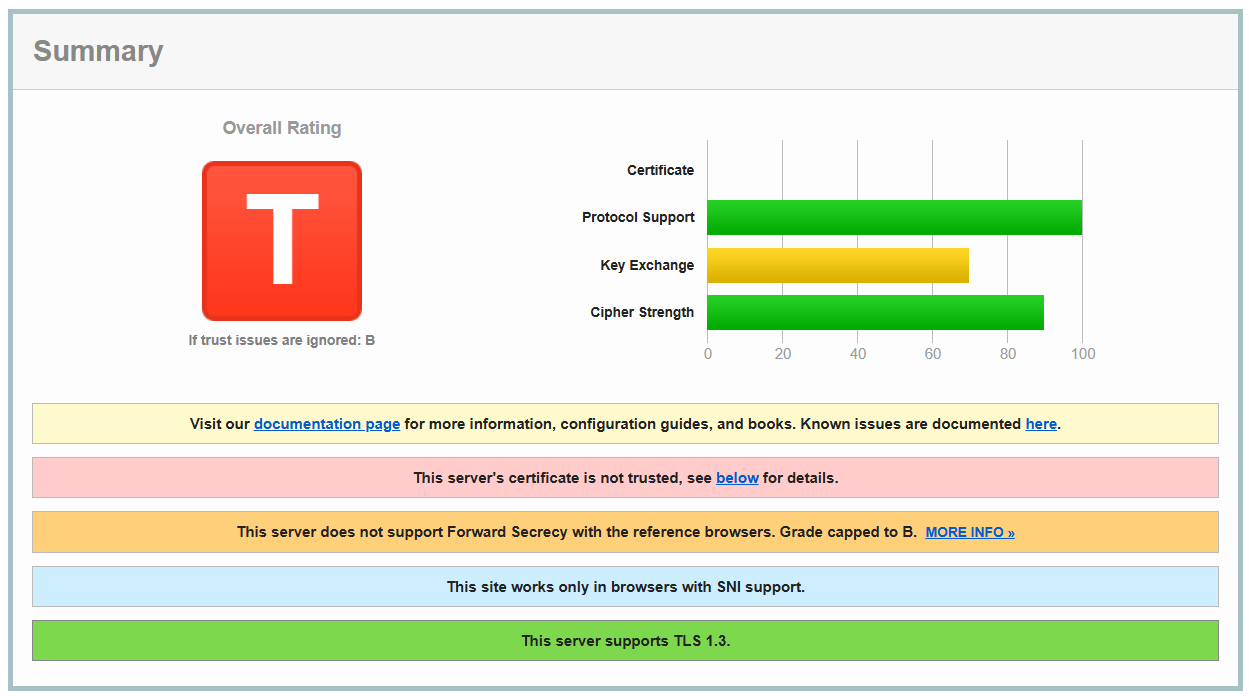 Summary
Overall Rating
T
If trust issues are ignored: B
Certificate
Protocol Support
Key Exchange
Cipher Strength
0 20 40 60 80 100
Visit our documentation page for more information, configuration guides, and books. Known issues are documented here.
This server's certificate is not trusted, see below for details.
This server does not support Forward Secrecy with the reference browsers. Grade capped to B. MORE INFO »
This site works only in browsers with SNI support.
This server supports TLS 1.3.